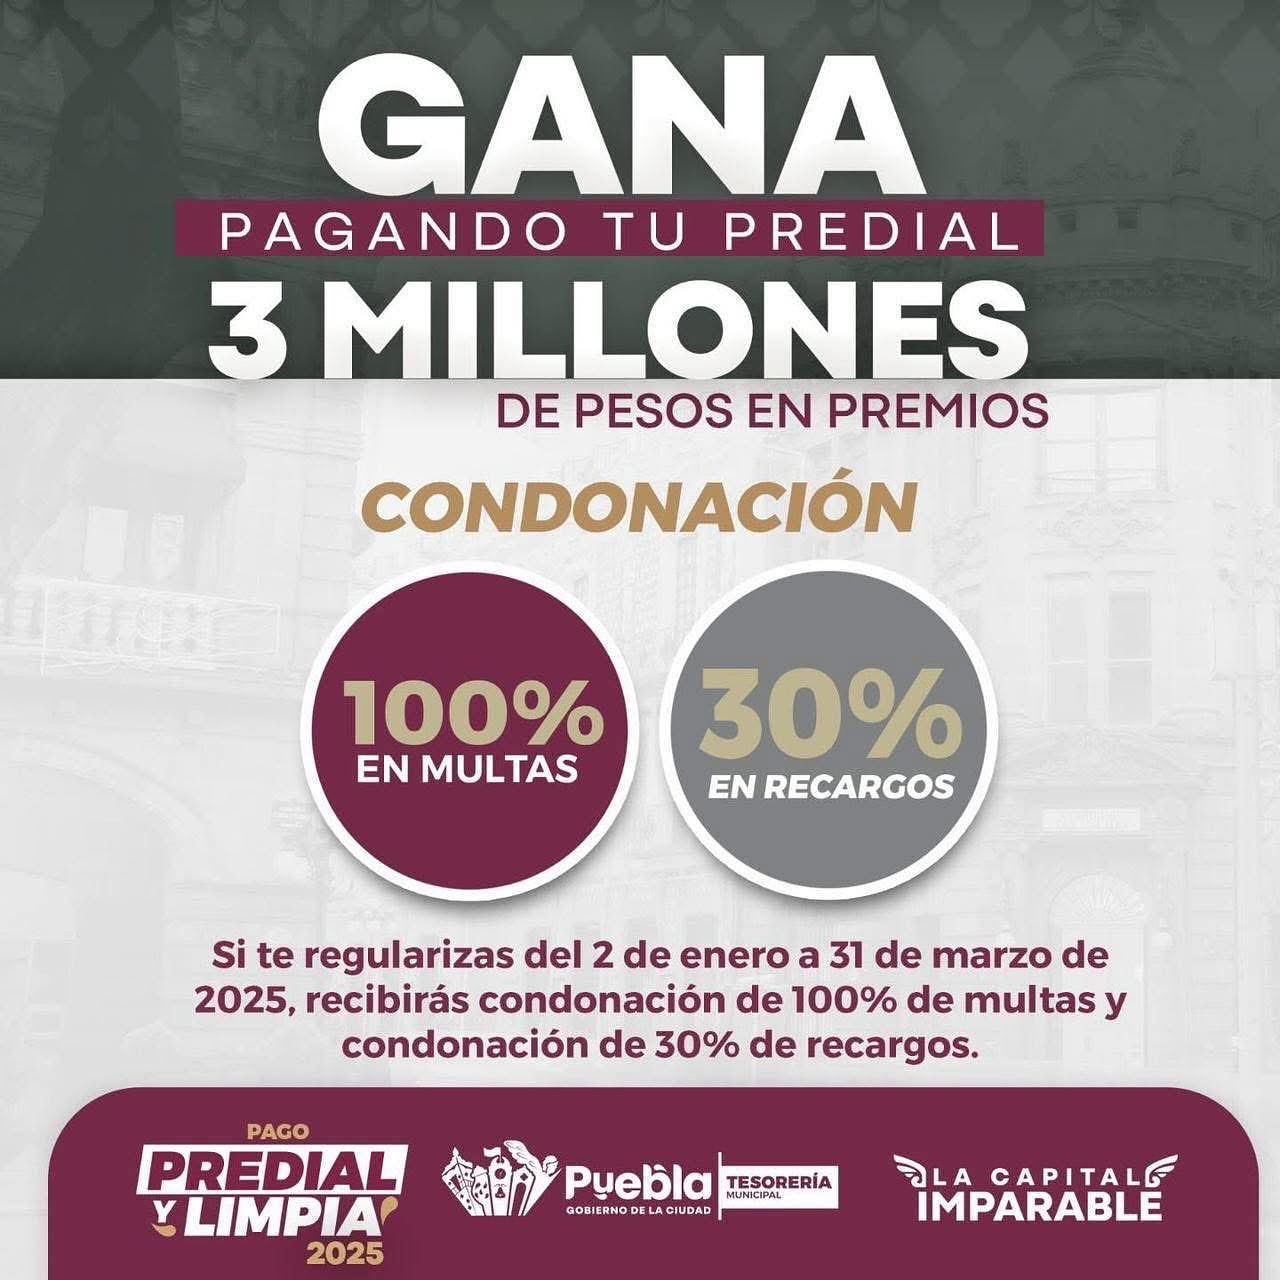 GANA
PAGANDO TU PREDIAL
3 MILLONES
DE PESOS EN PREMIOS
CONDONACIÓN
100%
EN MULTAS
30%
EN RECARGOS
Si te regularizas del 2 de enero a 31 de marzo de
2025, recibirás condonación de 100% de multas y
condonación de 30% de recargos.
PAGO
PREDIAL
Y LIMPIA
2025
Puebla
GOBIERNO DE LA CIUDAD
TESORERÍA
MUNICIPAL
LA CAPITAL
IMPARABLE